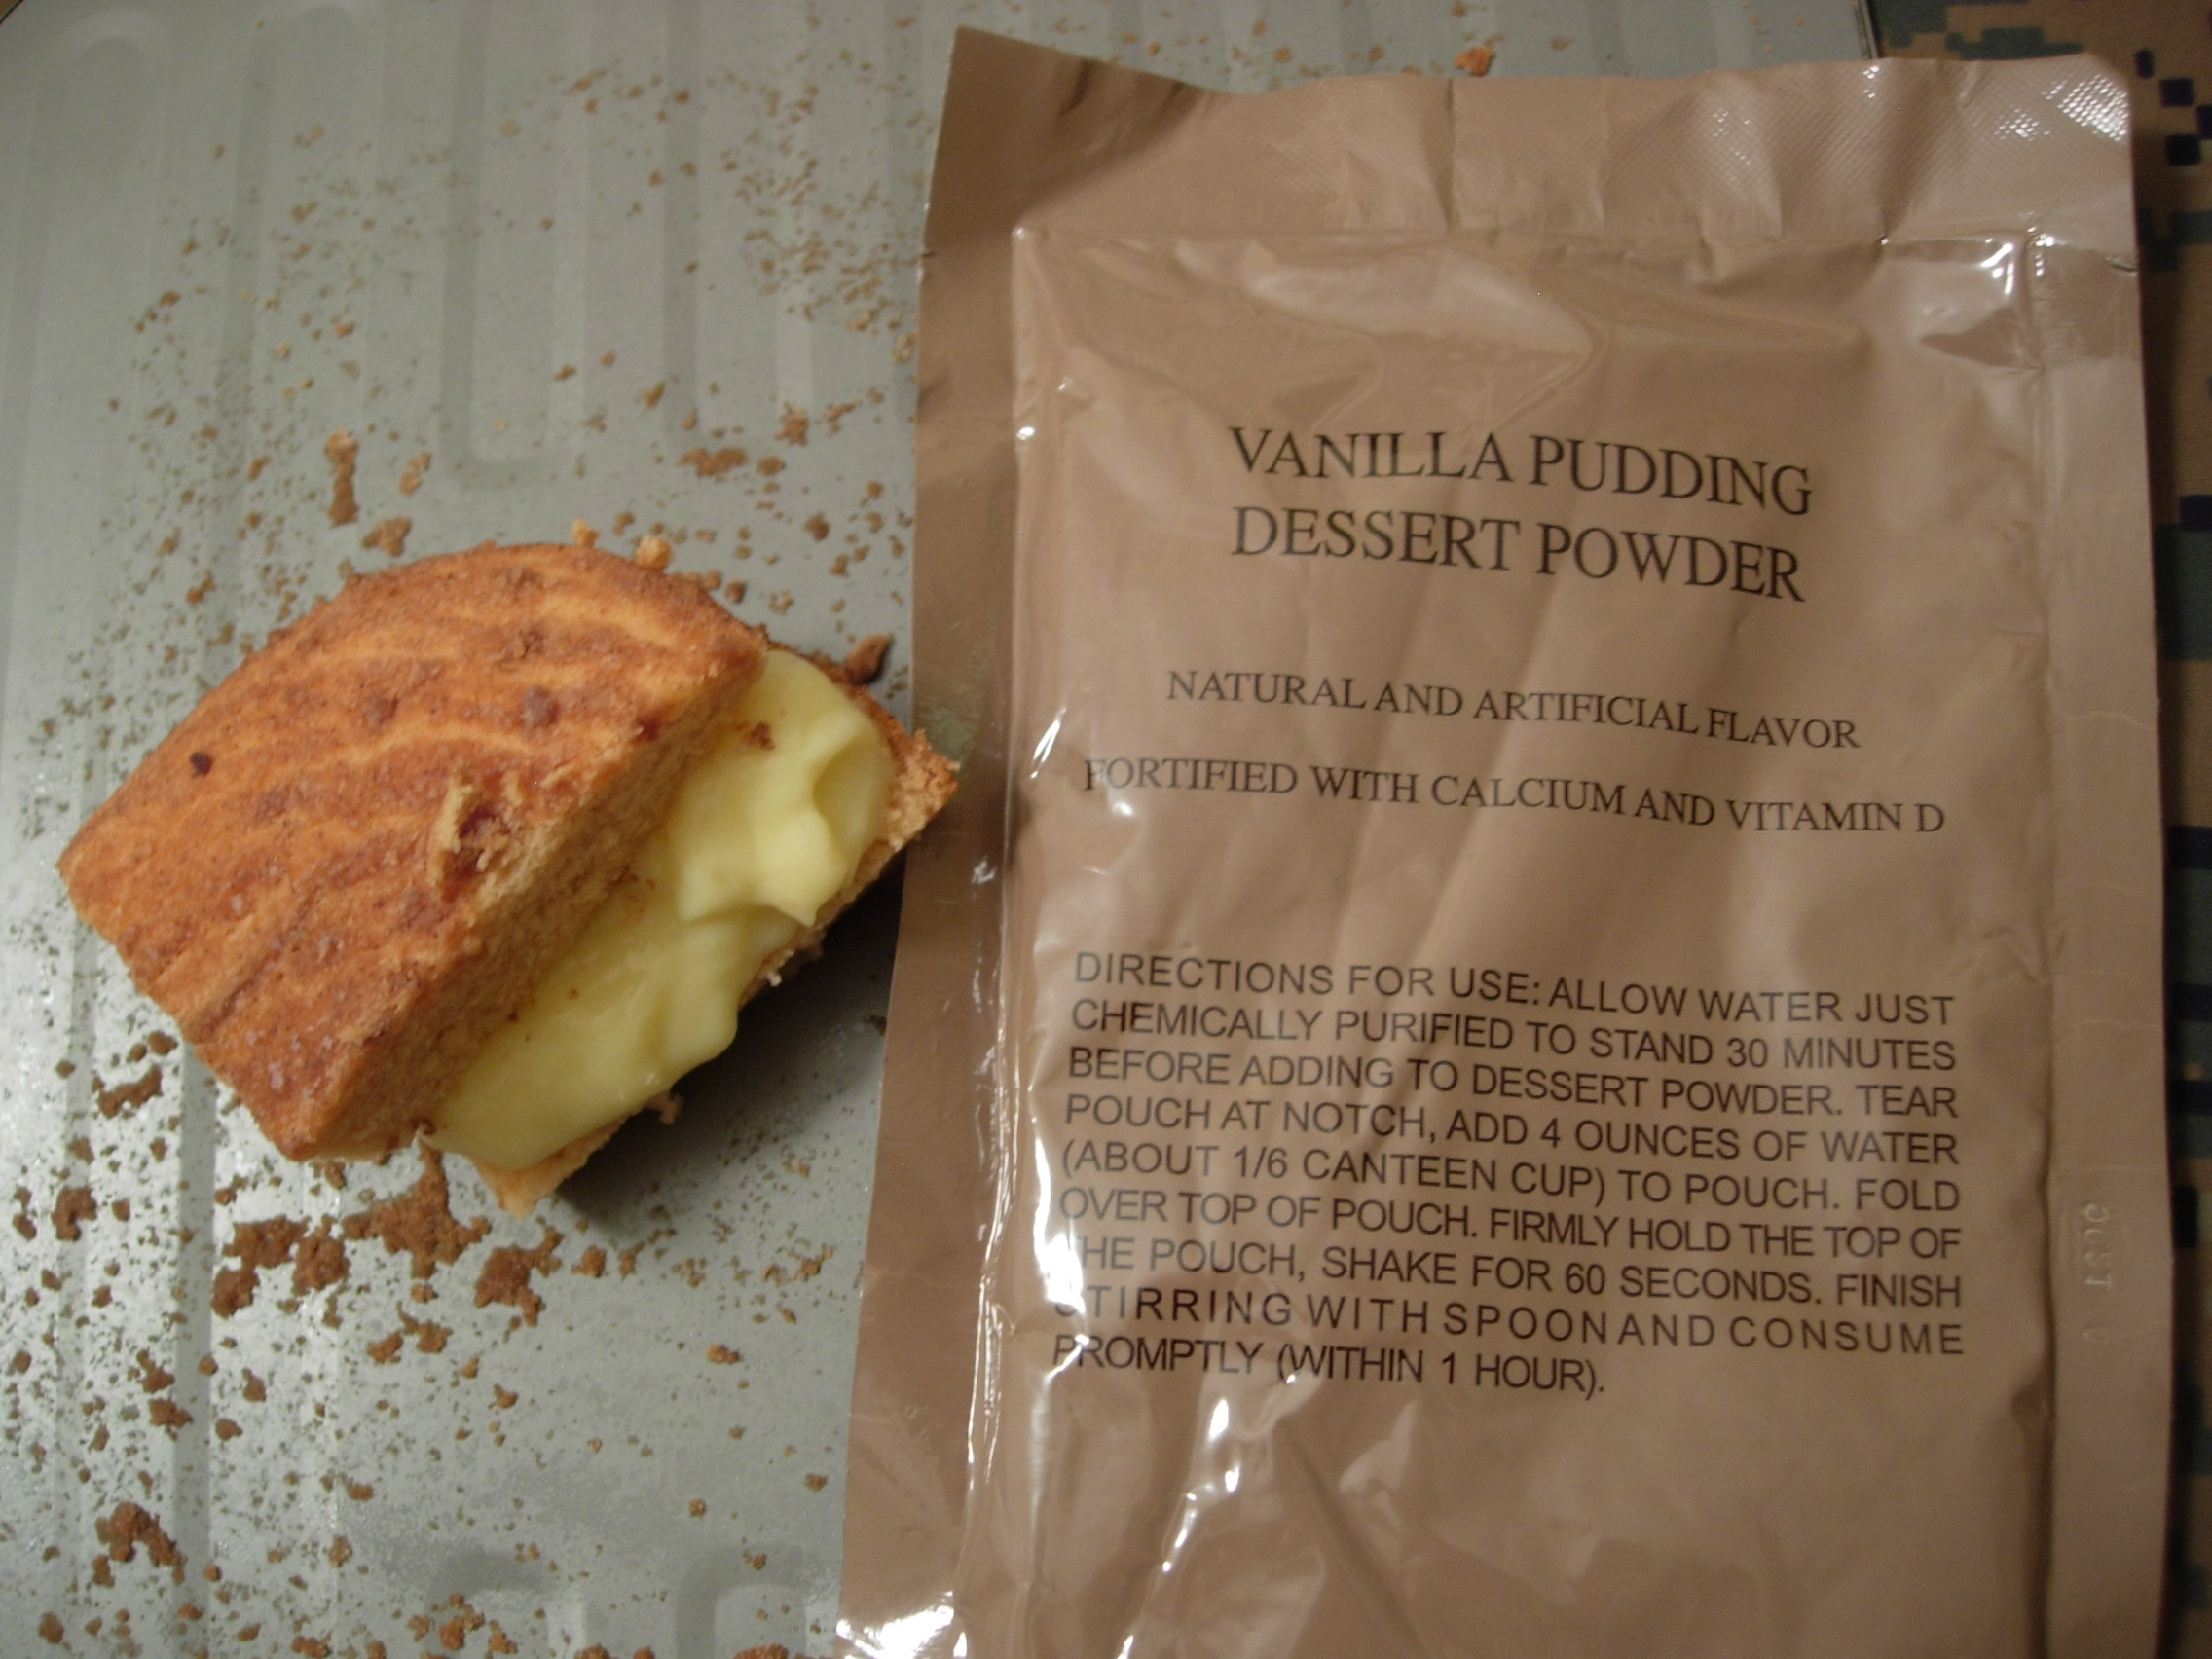 VANILLA PUDDING
DESSERT POWDER
NATURAL AND ARTIFICIAL FLAVOR
FORTIFIED WITH CALCIUM AND VITAMIN D
DIRECTIONS FOR USE: ALLOW WATER JUST
CHEMICALLY PURIFIED TO STAND 30 MINUTES
BEFORE ADDING TO DESSERT POWDER. TEAR
POUCH AT NOTCH, ADD 4 OUNCES OF WATER
(ABOUT 1/6 CANTEEN CUP) TO POUCH. FOLD
OVER TOP OF POUCH. FIRMLY HOLD THE TOP OF
THE POUCH, SHAKE FOR 60 SECONDS. FINISH
STIRRING WITH SPOON AND CONSUME
PROMPTLY (WITHIN 1 HOUR).